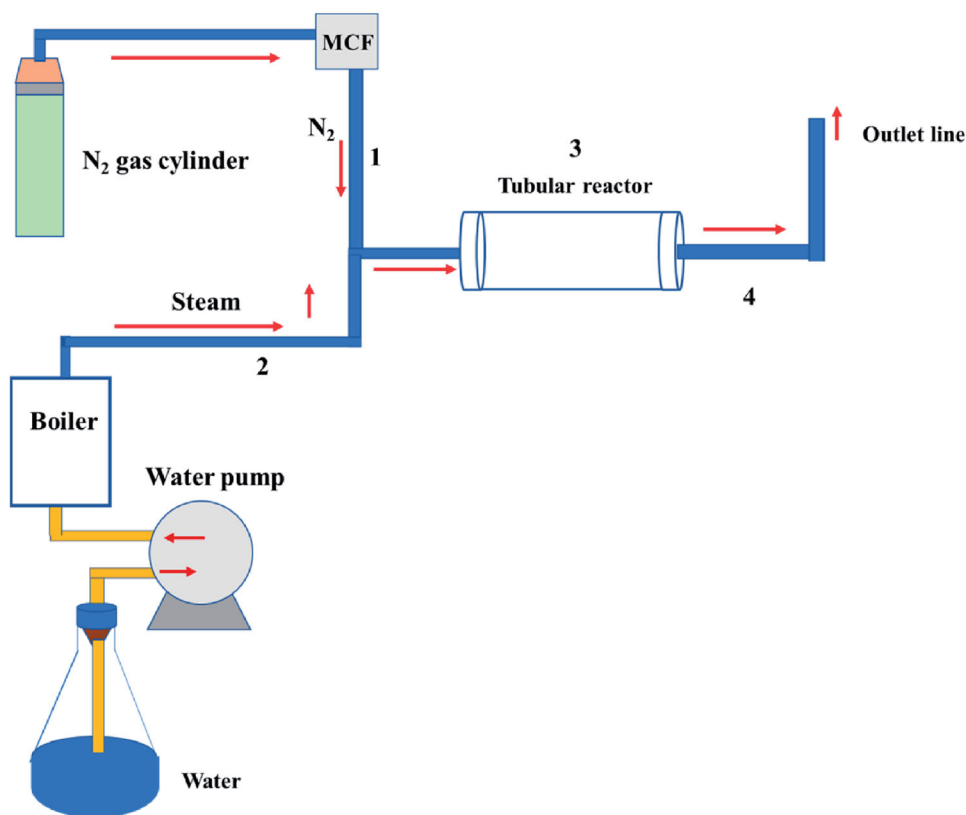 MCF
N₂
N₂ gas cylinder
1
3
Tubular reactor
Outlet line
Steam
2
4
Boiler
Water pump
Water